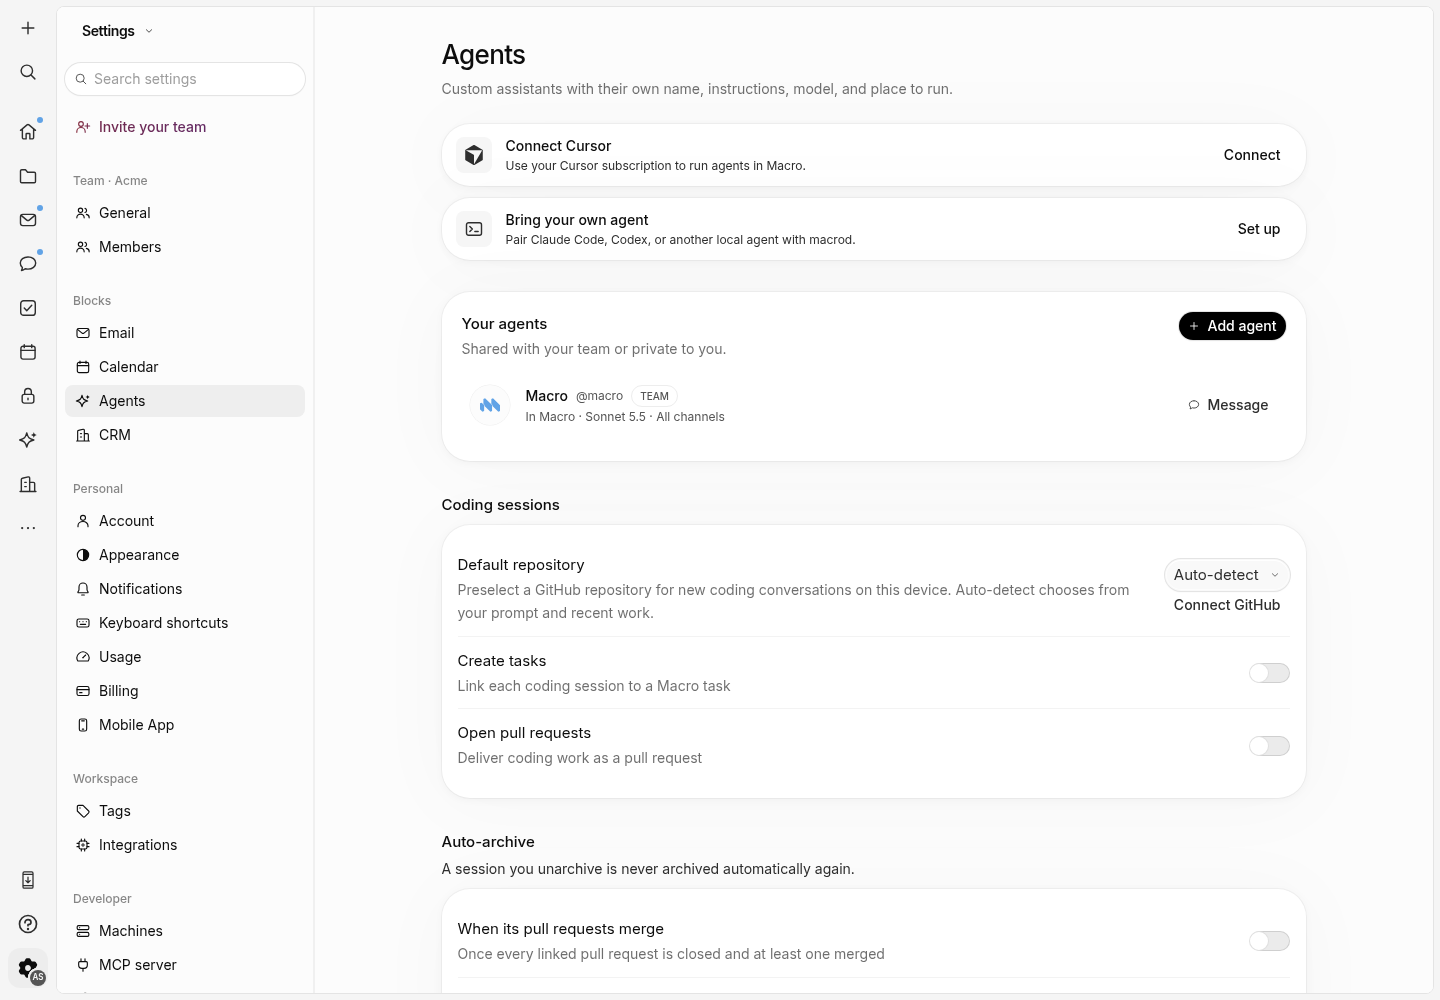 Settings
Search settings
Invite your team
Team · Acme
General
Members
Blocks
Email
Calendar
Agents
CRM
Personal
Account
Appearance
Notifications
Keyboard shortcuts
Usage
Billing
Mobile App
Workspace
Tags
Integrations
Developer
Machines
MCP server
AS
Agents
Custom assistants with their own name, instructions, model, and place to run.
Connect Cursor
Use your Cursor subscription to run agents in Macro.
Connect
Bring your own agent
Pair Claude Code, Codex, or another local agent with macrod.
Set up
Your agents
Shared with your team or private to you.
Add agent
Macro @macro TEAM
In Macro · Sonnet 5.5 · All channels
Message
Coding sessions
Default repository
Preselect a GitHub repository for new coding conversations on this device. Auto-detect chooses from
your prompt and recent work.
Auto-detect
Connect GitHub
Create tasks
Link each coding session to a Macro task
Open pull requests
Deliver coding work as a pull request
Auto-archive
A session you unarchive is never archived automatically again.
When its pull requests merge
Once every linked pull request is closed and at least one merged